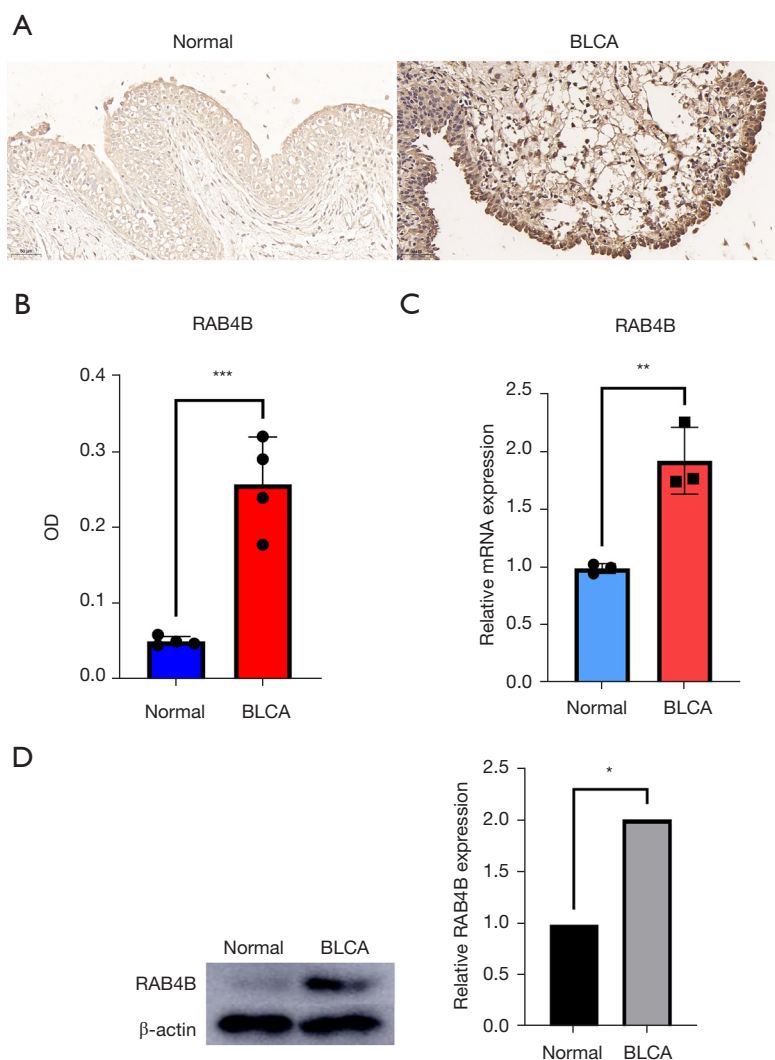 A
Normal
BLCA
50 μm
B
RAB4B
***
OD
0.4
0.3
0.2
0.1
0.0
Normal
BLCA
C
RAB4B
**
Relative mRNA expression
2.5
2.0
1.5
1.0
0.5
0.0
Normal
BLCA
D
Normal
BLCA
RAB4B
β-actin
*
Relative RAB4B expression
2.5
2.0
1.5
1.0
0.5
0.0
Normal
BLCA